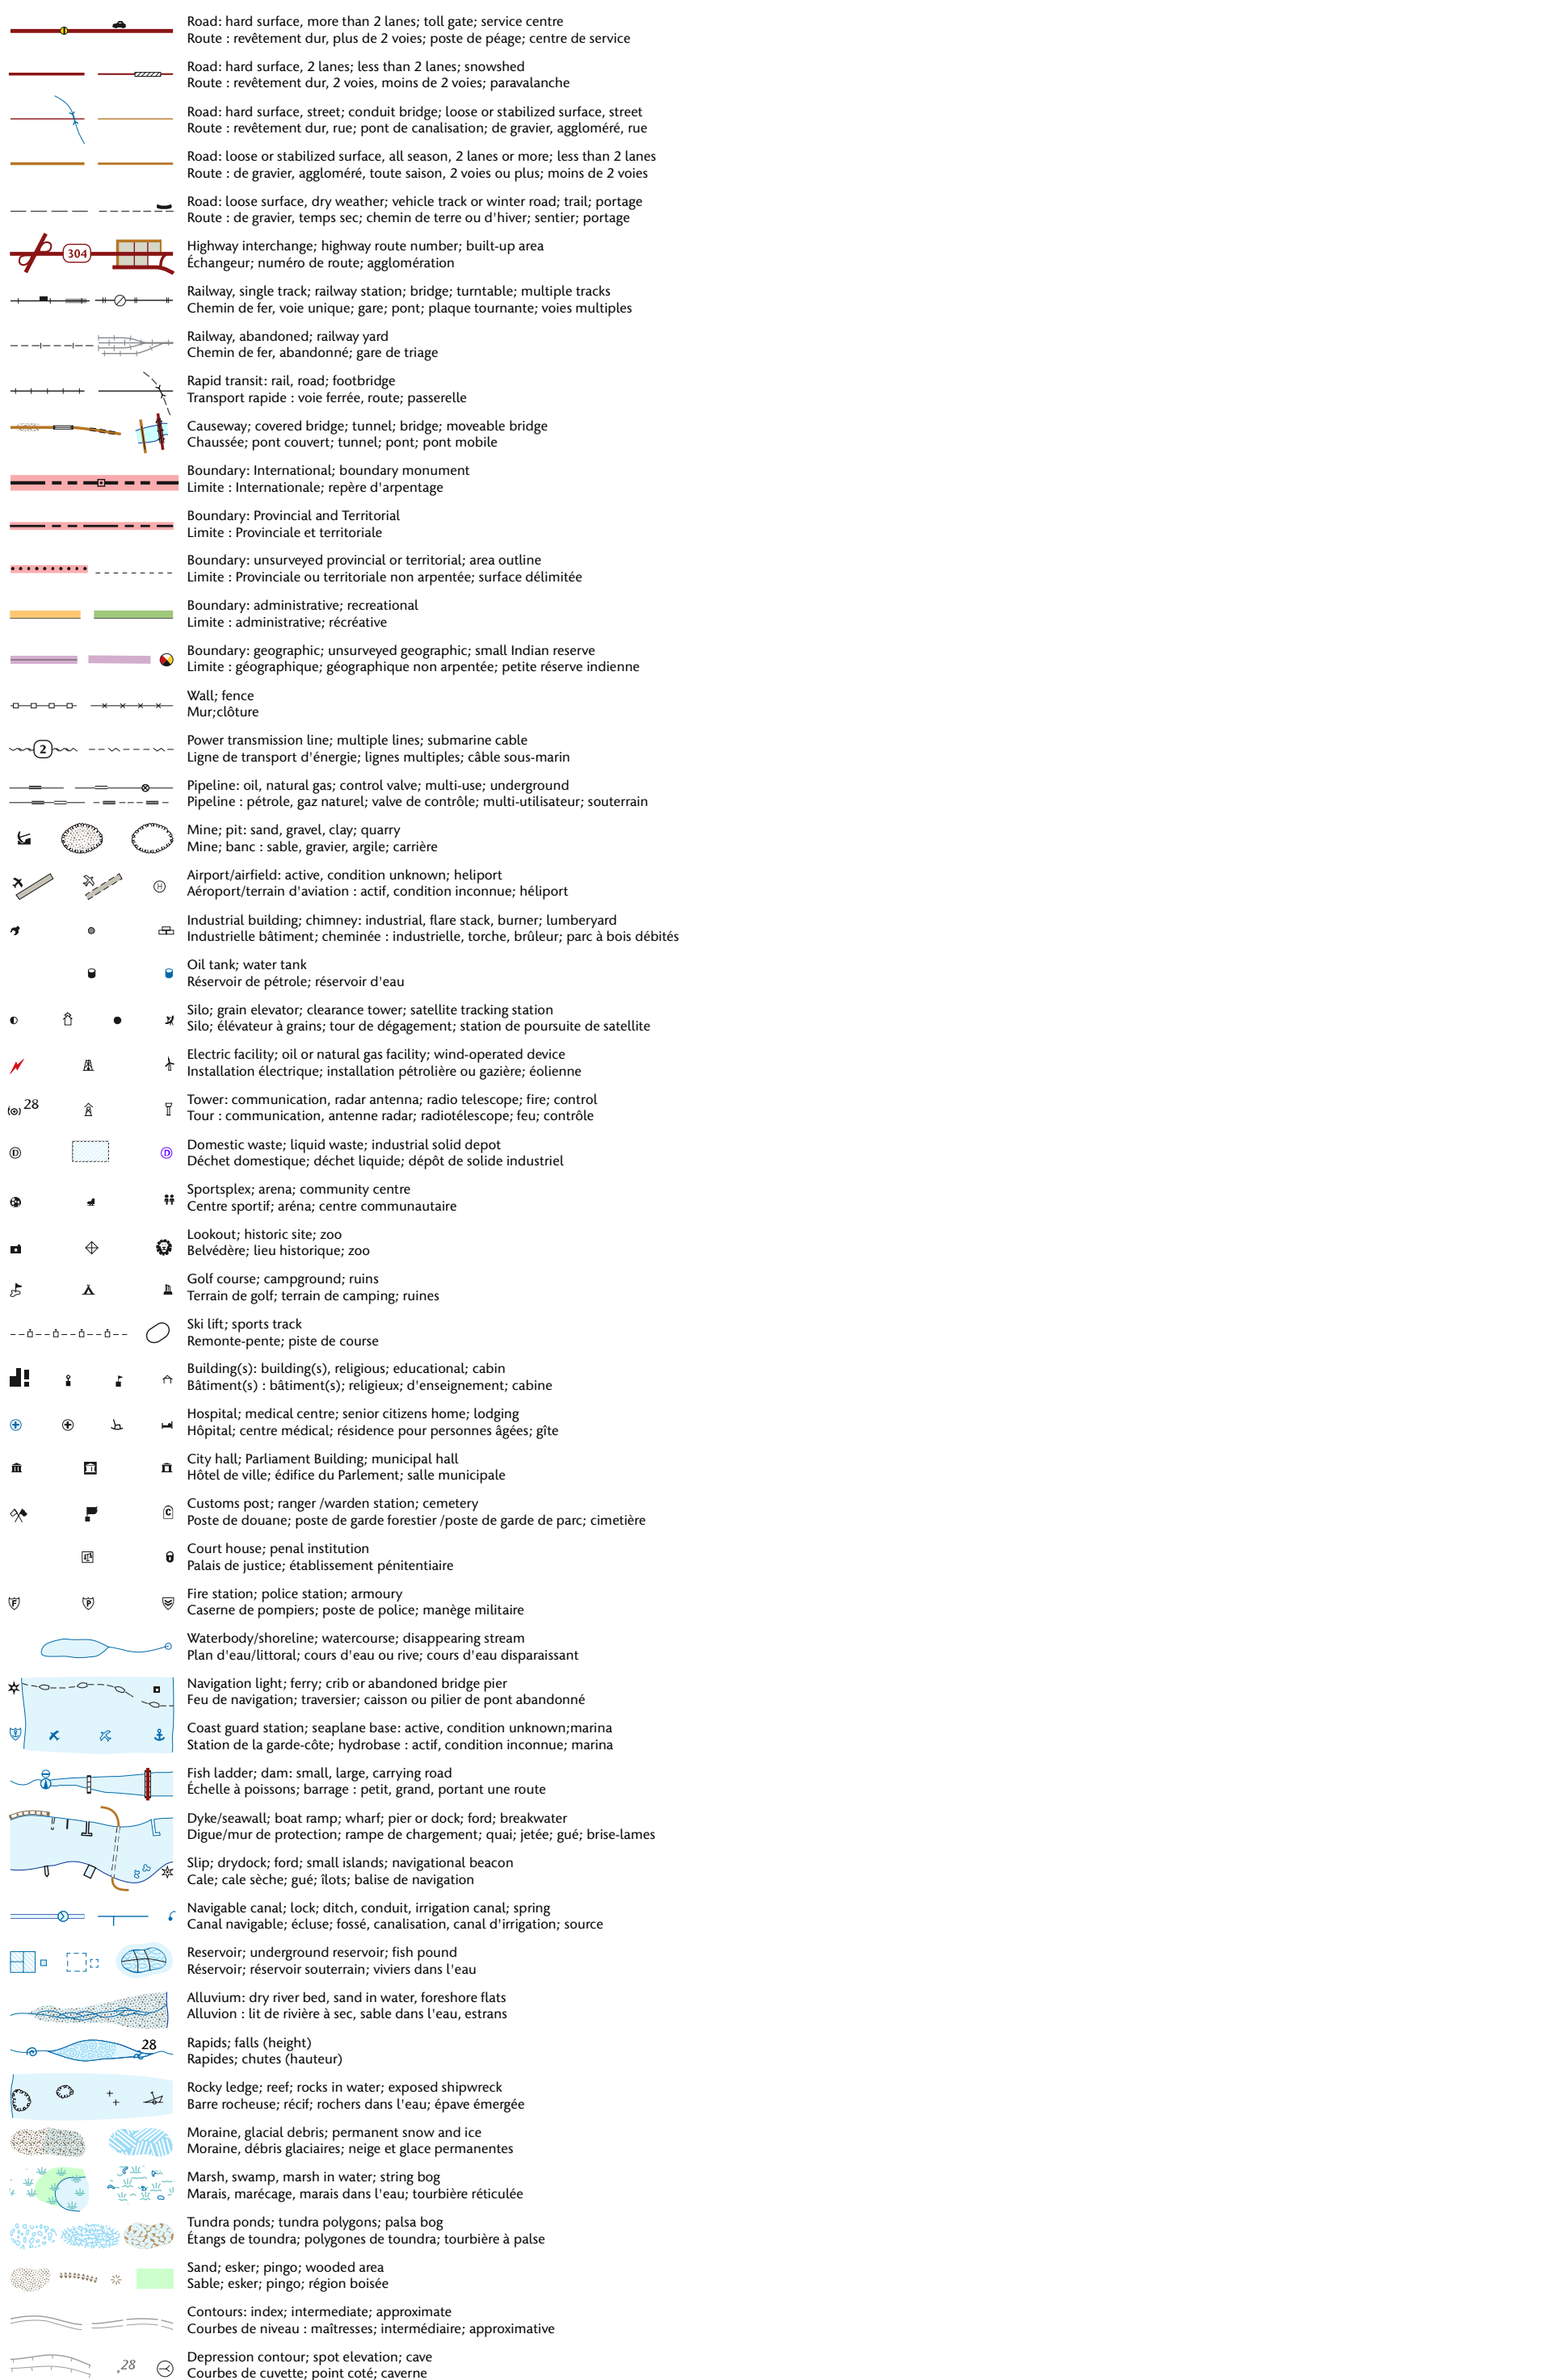 Road: hard surface, more than 2 lanes; toll gate; service centre
Route : revêtement dur, plus de 2 voies; poste de péage; centre de service
Road: hard surface, 2 lanes; less than 2 lanes; snowshed
Route : revêtement dur, 2 voies, moins de 2 voies; paravalanche
Road: hard surface, street; conduit bridge; loose or stabilized surface, street
Route : revêtement dur, rue; pont de canalisation; de gravier, aggloméré, rue
Road: loose or stabilized surface, all season, 2 lanes or more; less than 2 lanes
Route : de gravier, aggloméré, toute saison, 2 voies ou plus; moins de 2 voies
Road: loose surface, dry weather; vehicle track or winter road; trail; portage
Route : de gravier, temps sec; chemin de terre ou d'hiver; sentier; portage
304
Highway interchange; highway route number; built-up area
Échangeur; numéro de route; agglomération
Railway, single track; railway station; bridge; turntable; multiple tracks
Chemin de fer, voie unique; gare; pont; plaque tournante; voies multiples
Railway, abandoned; railway yard
Chemin de fer, abandonné; gare de triage
Rapid transit: rail, road; footbridge
Transport rapide : voie ferrée, route; passerelle
Causeway; covered bridge; tunnel; bridge; moveable bridge
Chaussée; pont couvert; tunnel; pont; pont mobile
Boundary: International; boundary monument
Limite : Internationale; repère d'arpentage
Boundary: Provincial and Territorial
Limite : Provinciale et territoriale
Boundary: unsurveyed provincial or territorial; area outline
Limite : Provinciale ou territoriale non arpentée; surface délimitée
Boundary: administrative; recreational
Limite : administrative; récréative
Boundary: geographic; unsurveyed geographic; small Indian reserve
Limite : géographique; géographique non arpentée; petite réserve indienne
Wall; fence
Mur;clôture
2
Power transmission line; multiple lines; submarine cable
Ligne de transport d'énergie; lignes multiples; câble sous-marin
Pipeline: oil, natural gas; control valve; multi-use; underground
Pipeline : pétrole, gaz naturel; valve de contrôle; multi-utilisateur; souterrain
Mine; pit: sand, gravel, clay; quarry
Mine; banc : sable, gravier, argile; carrière
H
Airport/airfield: active, condition unknown; heliport
Aéroport/terrain d'aviation : actif, condition inconnue; héliport
Industrial building; chimney: industrial, flare stack, burner; lumberyard
Industrielle bâtiment; cheminée : industrielle, torche, brûleur; parc à bois débités
Oil tank; water tank
Réservoir de pétrole; réservoir d'eau
Silo; grain elevator; clearance tower; satellite tracking station
Silo; élévateur à grains; tour de dégagement; station de poursuite de satellite
Electric facility; oil or natural gas facility; wind-operated device
Installation électrique; installation pétrolière ou gazière; éolienne
28
Tower: communication, radar antenna; radio telescope; fire; control
Tour : communication, antenne radar; radiotélescope; feu; contrôle
D D
Domestic waste; liquid waste; industrial solid depot
Déchet domestique; déchet liquide; dépôt de solide industriel
Sportsplex; arena; community centre
Centre sportif; aréna; centre communautaire
Lookout; historic site; zoo
Belvédère; lieu historique; zoo
Golf course; campground; ruins
Terrain de golf; terrain de camping; ruines
Ski lift; sports track
Remonte-pente; piste de course
Building(s): building(s), religious; educational; cabin
Bâtiment(s) : bâtiment(s); religieux; d'enseignement; cabine
Hospital; medical centre; senior citizens home; lodging
Hôpital; centre médical; résidence pour personnes âgées; gîte
City hall; Parliament Building; municipal hall
Hôtel de ville; édifice du Parlement; salle municipale
C
Customs post; ranger /warden station; cemetery
Poste de douane; poste de garde forestier /poste de garde de parc; cimetière
Court house; penal institution
Palais de justice; établissement pénitentiaire
F P
Fire station; police station; armoury
Caserne de pompiers; poste de police; manège militaire
Waterbody/shoreline; watercourse; disappearing stream
Plan d'eau/littoral; cours d'eau ou rive; cours d'eau disparaissant
Navigation light; ferry; crib or abandoned bridge pier
Feu de navigation; traversier; caisson ou pilier de pont abandonné
Coast guard station; seaplane base: active, condition unknown;marina
Station de la garde-côte; hydrobase : actif, condition inconnue; marina
Fish ladder; dam: small, large, carrying road
Échelle à poissons; barrage : petit, grand, portant une route
Dyke/seawall; boat ramp; wharf; pier or dock; ford; breakwater
Digue/mur de protection; rampe de chargement; quai; jetée; gué; brise-lames
Slip; drydock; ford; small islands; navigational beacon
Cale; cale sèche; gué; îlots; balise de navigation
Navigable canal; lock; ditch, conduit, irrigation canal; spring
Canal navigable; écluse; fossé, canalisation, canal d'irrigation; source
Reservoir; underground reservoir; fish pound
Réservoir; réservoir souterrain; viviers dans l'eau
Alluvium: dry river bed, sand in water, foreshore flats
Alluvion : lit de rivière à sec, sable dans l'eau, estrans
28
Rapids; falls (height)
Rapides; chutes (hauteur)
Rocky ledge; reef; rocks in water; exposed shipwreck
Barre rocheuse; récif; rochers dans l'eau; épave émergée
Moraine, glacial debris; permanent snow and ice
Moraine, débris glaciaires; neige et glace permanentes
Marsh, swamp, marsh in water; string bog
Marais, marécage, marais dans l'eau; tourbière réticulée
Tundra ponds; tundra polygons; palsa bog
Étangs de toundra; polygones de toundra; tourbière à palse
Sand; esker; pingo; wooded area
Sable; esker; pingo; région boisée
Contours: index; intermediate; approximate
Courbes de niveau : maîtresses; intermédiaire; approximative
.28
Depression contour; spot elevation; cave
Courbes de cuvette; point coté; caverne